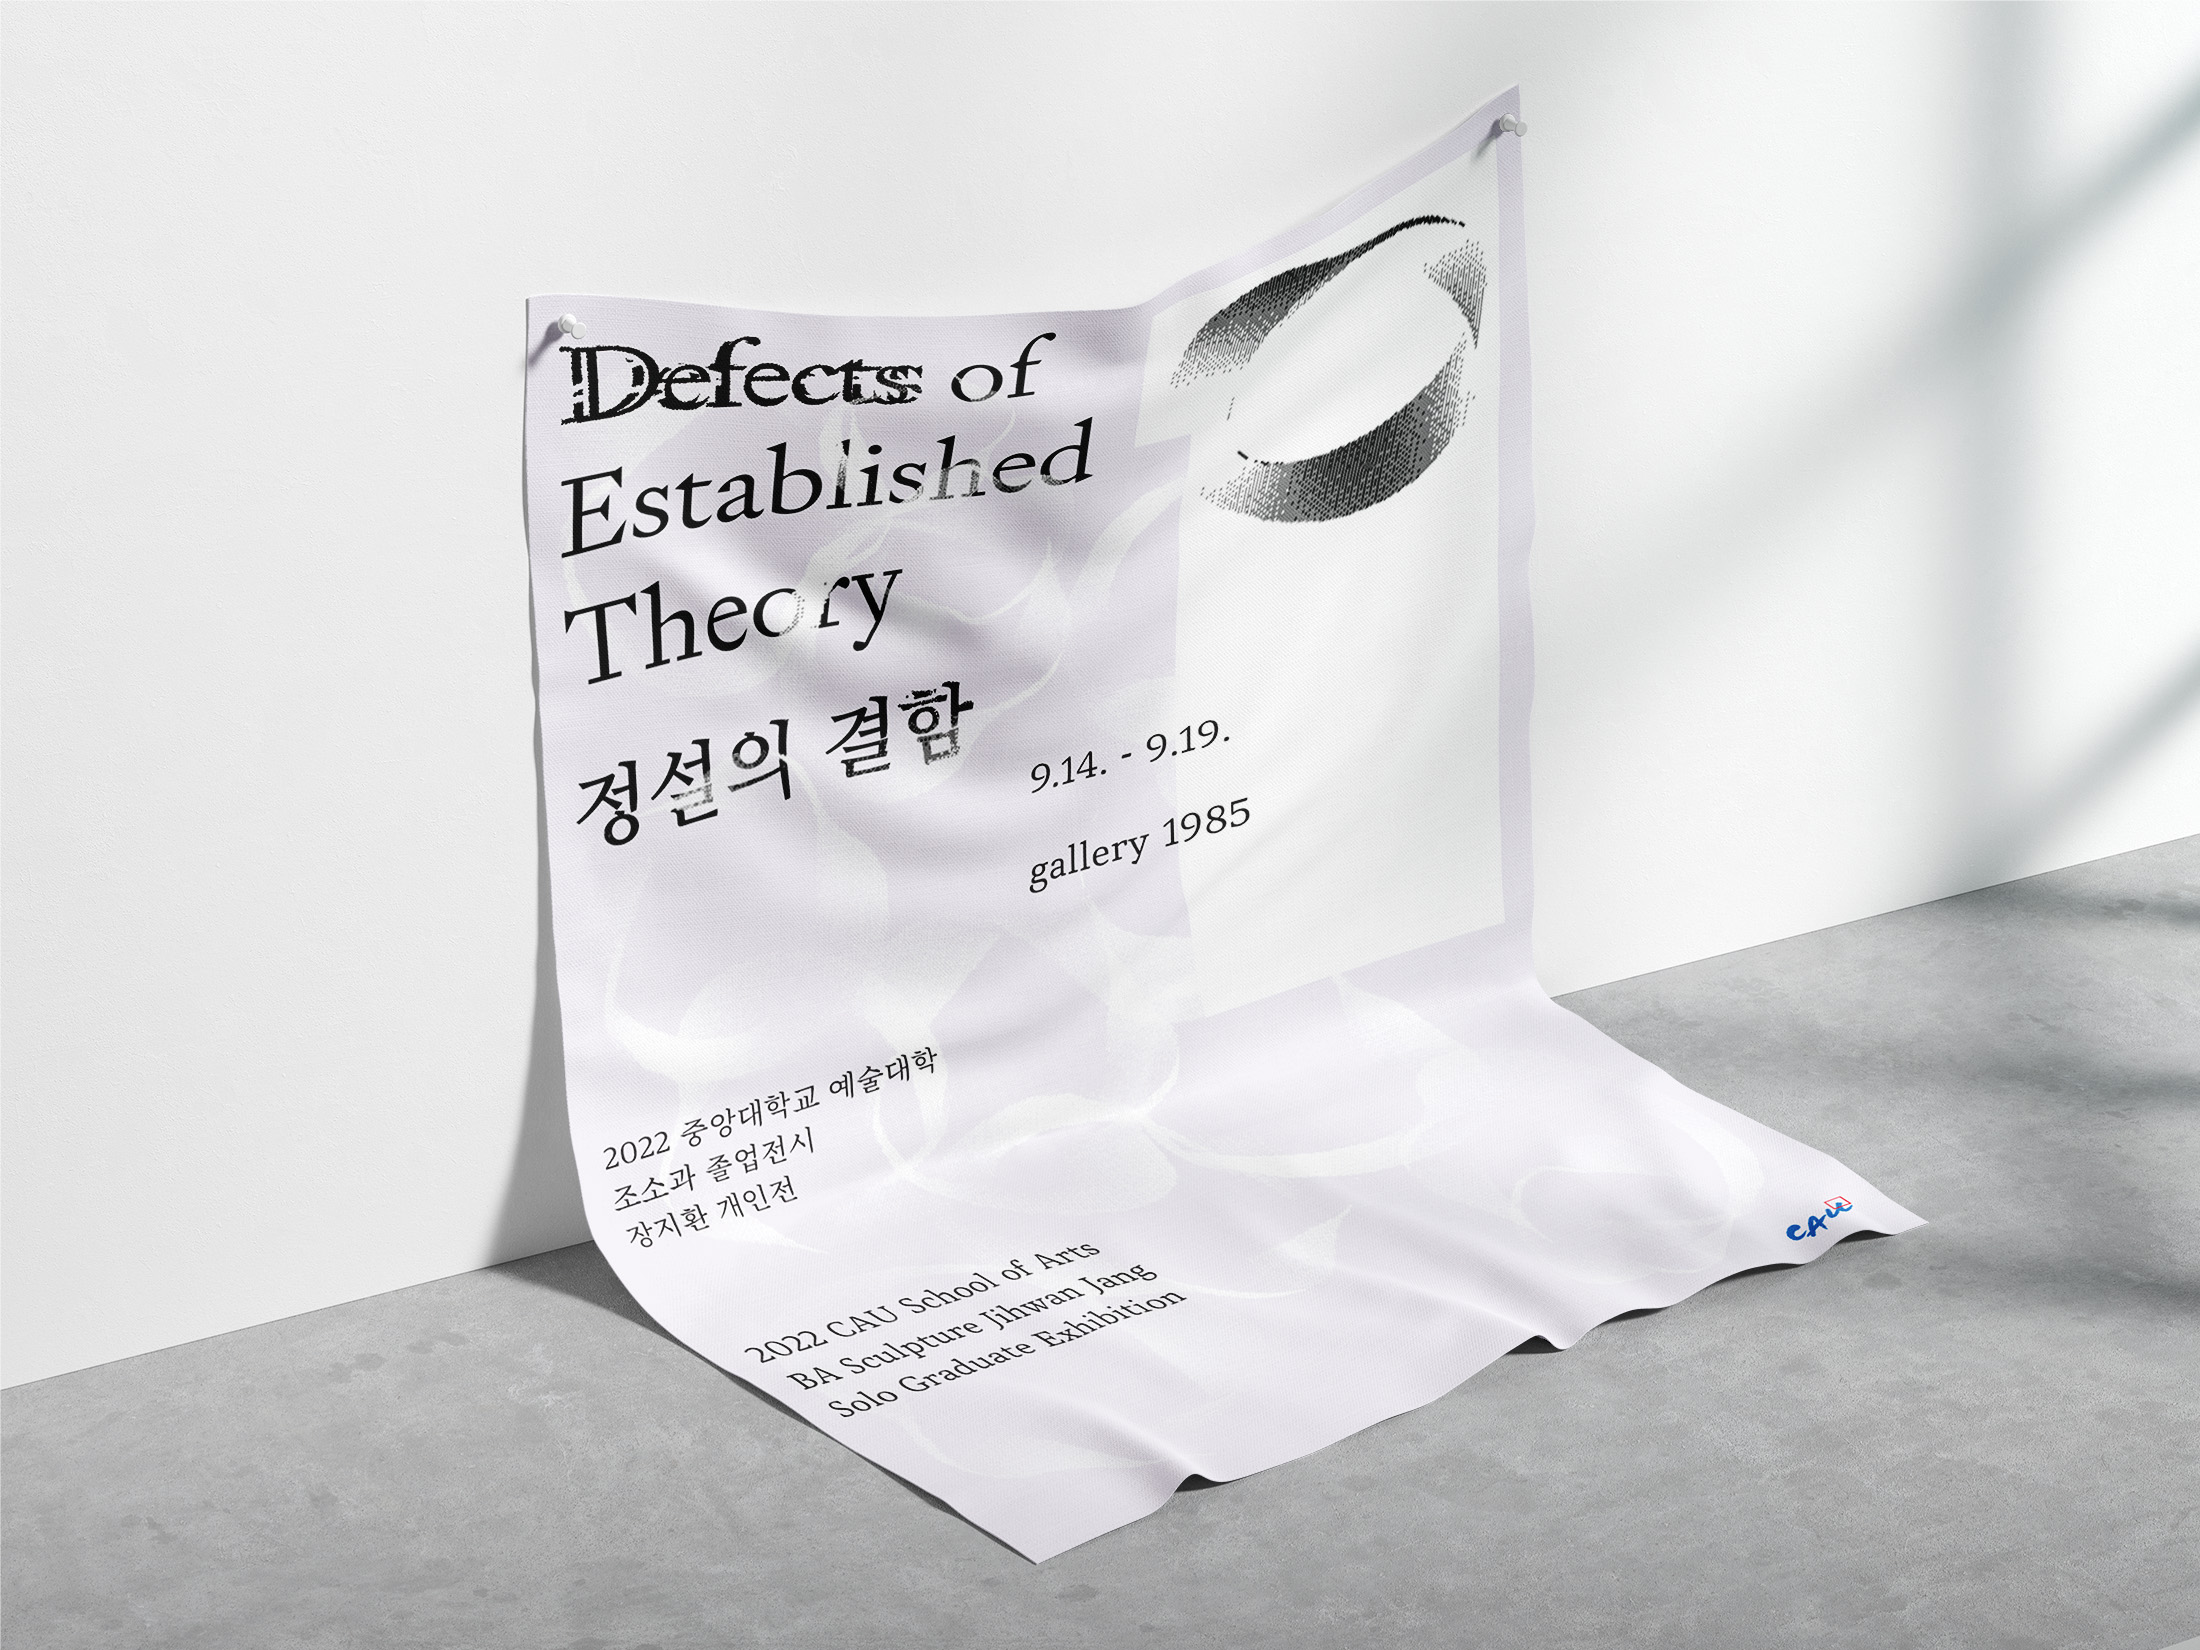 Defects of
Established
Theory
정설의 결함
9.14. - 9.19.
gallery 1985
2022 중앙대학교 예술대학
조소과 졸업전시
장지환 개인전
2022 CAU School of Arts
BA Sculpture Jihwan Jang
Solo Graduate Exhibition
CAU